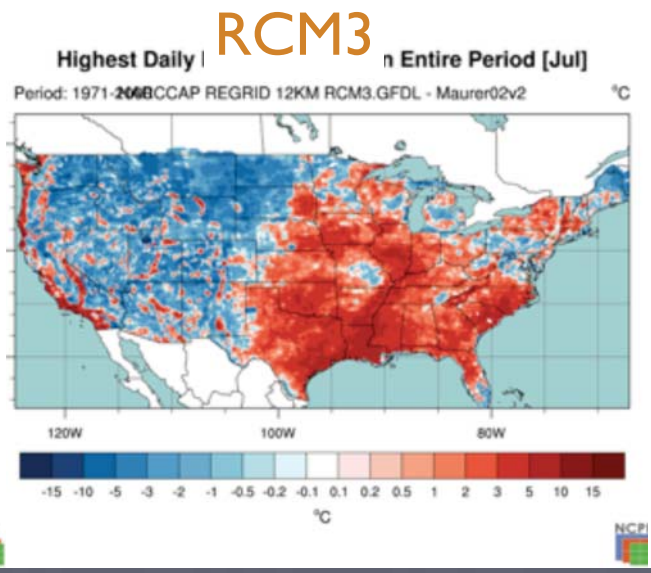 RCM3
Highest Daily n Entire Period [Jul]
Period: 1971- CCAP REGRID 12KM RCM3.GFDL - Maurer02v2 °C
120W 100W 80W
-15 -10 -5 -3 -2 -1 -0.5 -0.2 -0.1 0.1 0.2 0.5 1 2 3 5 10 15
°C
NCP